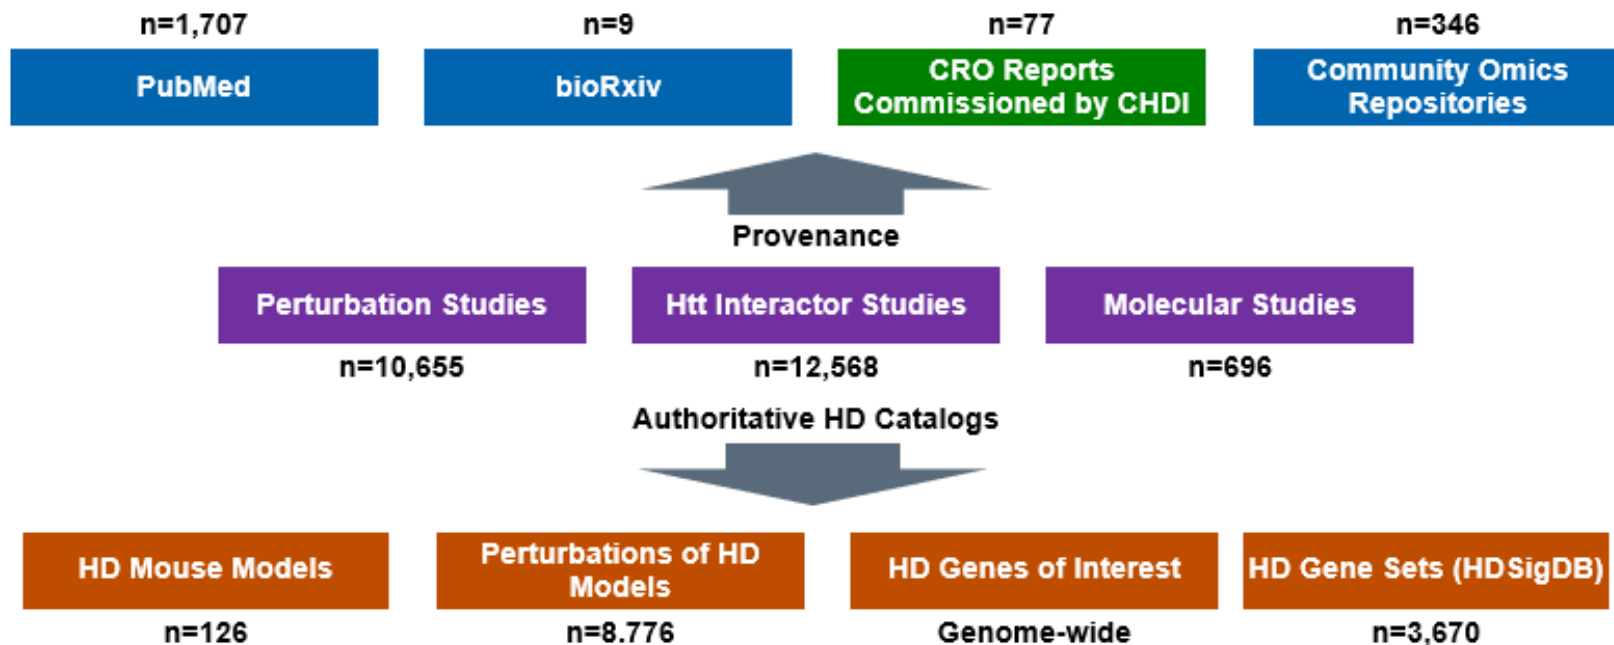 n=1,707
n=9
n=77
n=346
PubMed
bioRxiv
CRO Reports
Commissioned by CHDI
Community Omics
Repositories
Provenance
Perturbation Studies
Htt Interactor Studies
Molecular Studies
n=10,655
n=12,568
n=696
Authoritative HD Catalogs
HD Mouse Models
Perturbations of HD
Models
HD Genes of Interest
HD Gene Sets (HDSigDB)
n=126
n=8.776
Genome-wide
n=3,670